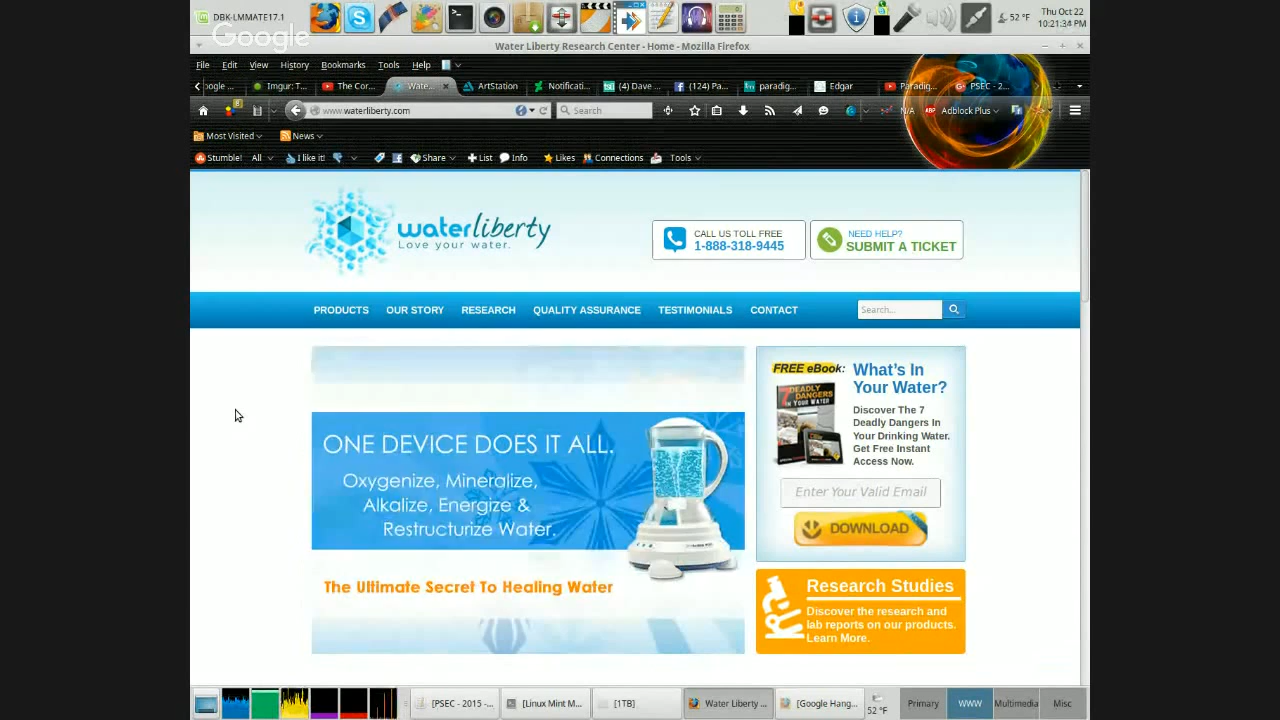 DBK-LMMATE17.1
52 °F
Thu Oct 22
10:21:34 PM
Google
Water Liberty Research Center - Home - Mozilla Firefox
File Edit View History Bookmarks Tools Help
oogle ...
Imgur: T...
The Cor...
Wate...
ArtStation
Notificati...
(4) Dave ...
(124) Pa...
paradig...
Edgar
Paradig
PSEC - 2...
www.waterliberty.com
Search
N/A
Adblock Plus
Most Visited
News
Stumble! All I like it! Share List Info Likes Connections Tools
waterliberty
Love your water.
CALL US TOLL FREE
1-888-318-9445
NEED HELP?
SUBMIT A TICKET
PRODUCTS OUR STORY RESEARCH QUALITY ASSURANCE TESTIMONIALS CONTACT
Search...
ONE DEVICE DOES IT ALL.
Oxygenize, Mineralize,
Alkalize, Energize &
Restructurize Water.
The Ultimate Secret To Healing Water
FREE eBook:
What's In
Your Water?
7 DEADLY
DANGERS
IN YOUR WATER
Discover The 7
Deadly Dangers In
Your Drinking Water.
Get Free Instant
Access Now.
Enter Your Valid Email
DOWNLOAD
Research Studies
Discover the research and
lab reports on our products.
Learn More.
[PSEC - 2015 -...
[Linux Mint M...
[1TB]
Water Liberty ...
[Google Hang...
52 °F
Primary
WWW
Multimedia
Misc